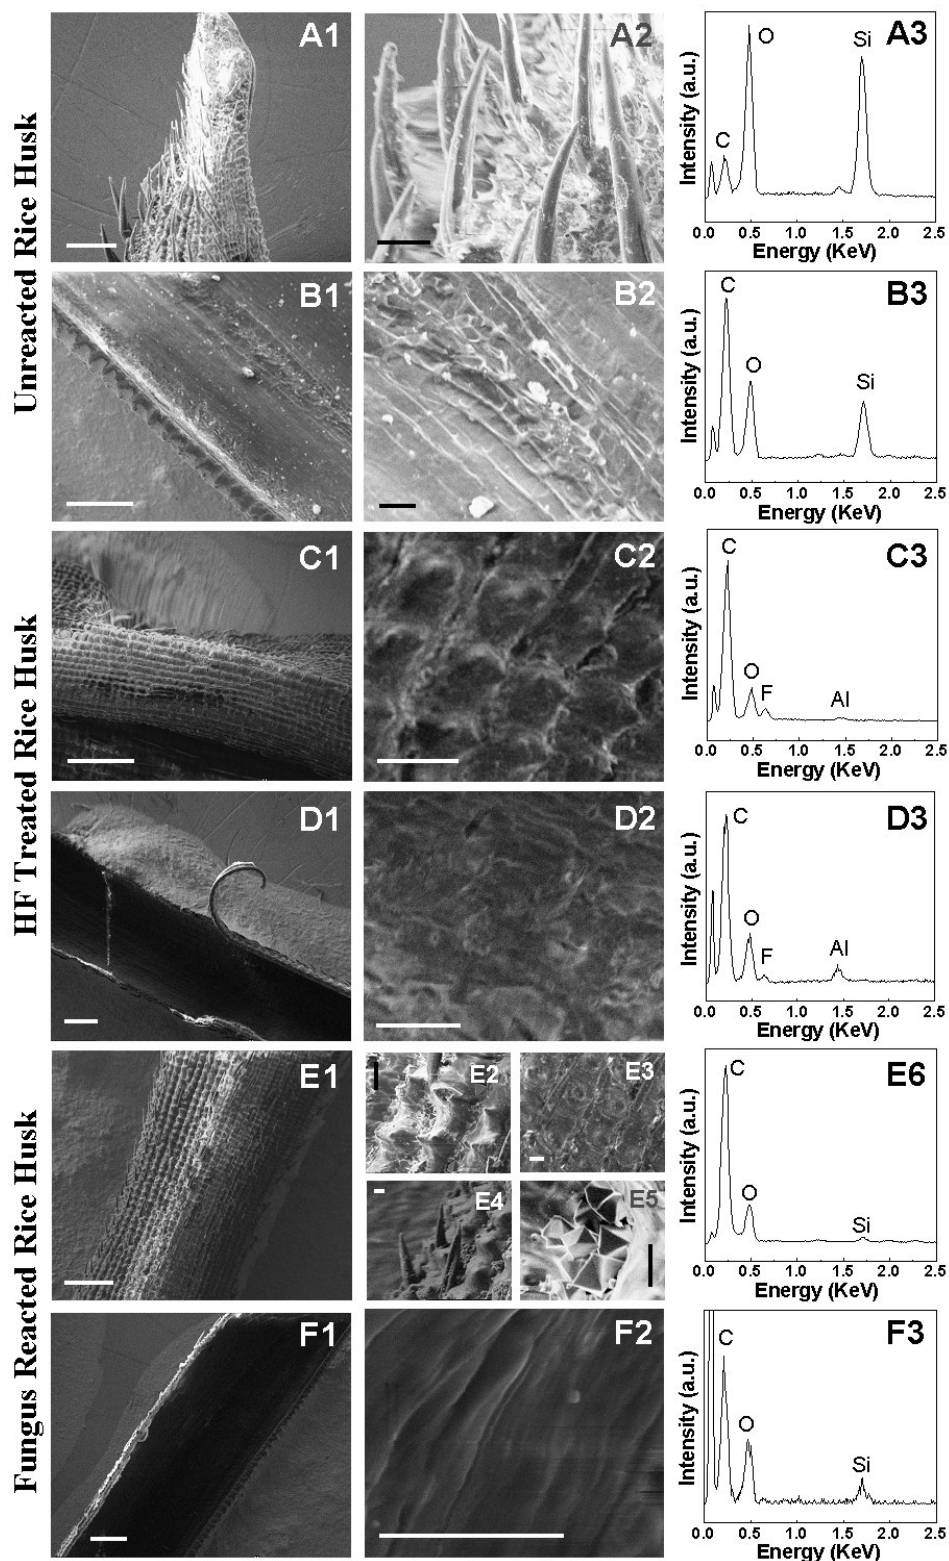 Unreacted Rice Husk
A1
A2
A3
C
O
Si
Intensity (a.u.)
0.0 0.5 1.0 1.5 2.0 2.5
Energy (KeV)
B1
B2
B3
C
O
Si
Intensity (a.u.)
0.0 0.5 1.0 1.5 2.0 2.5
Energy (KeV)
HF Treated Rice Husk
C1
C2
C3
C
O
F
Al
Intensity (a.u.)
0.0 0.5 1.0 1.5 2.0 2.5
Energy (KeV)
D1
D2
D3
C
O
F
Al
Intensity (a.u.)
0.0 0.5 1.0 1.5 2.0 2.5
Energy (KeV)
Fungus Reacted Rice Husk
E1
E2
E3
E4
E5
E6
C
O
Si
Intensity (a.u.)
0.0 0.5 1.0 1.5 2.0 2.5
Energy (KeV)
F1
F2
F3
C
O
Si
Intensity (a.u.)
0.0 0.5 1.0 1.5 2.0 2.5
Energy (KeV)